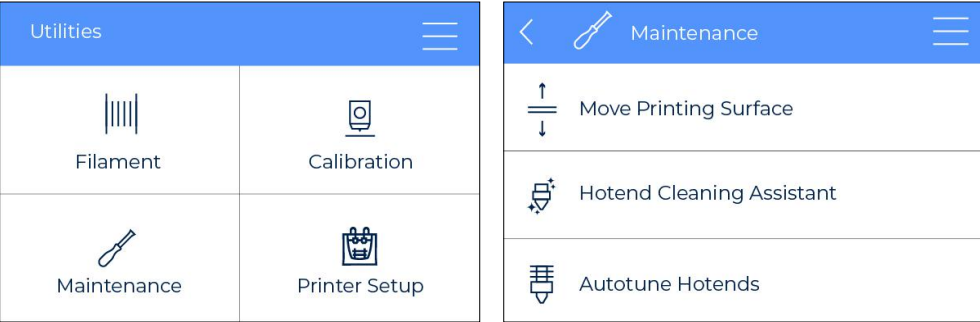 Utilities
Filament
Calibration
Maintenance
Printer Setup
Maintenance
Move Printing Surface
Hotend Cleaning Assistant
Autotune Hotends